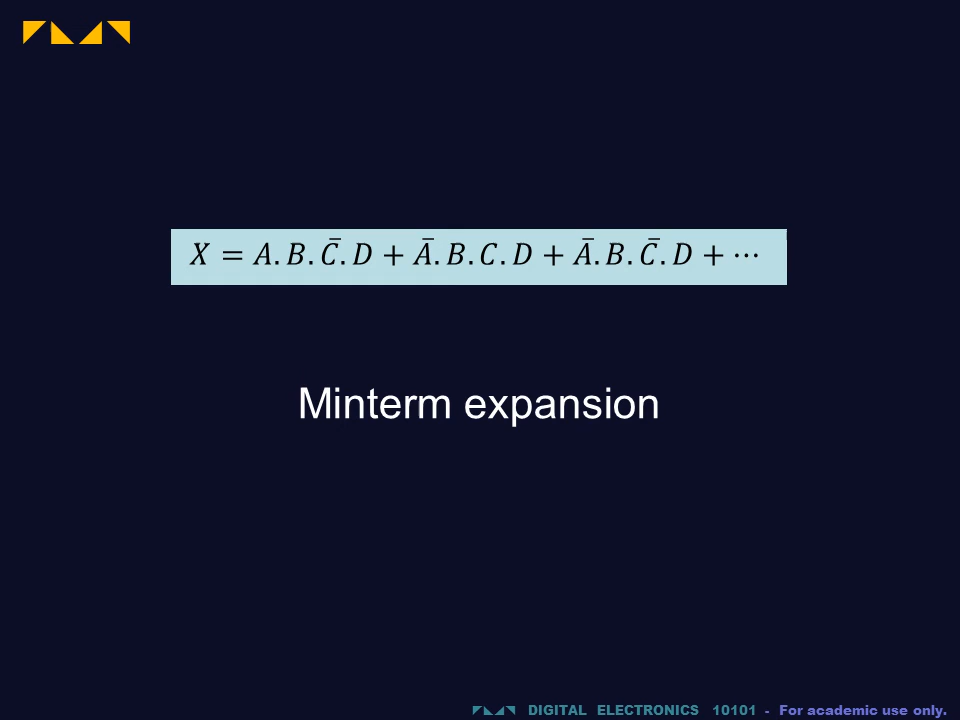 X = A.B.C̄.D + Ā.B.C.D + Ā.B.C̄.D + ⋯
Minterm expansion
DIGITAL ELECTRONICS 10101 - For academic use only.